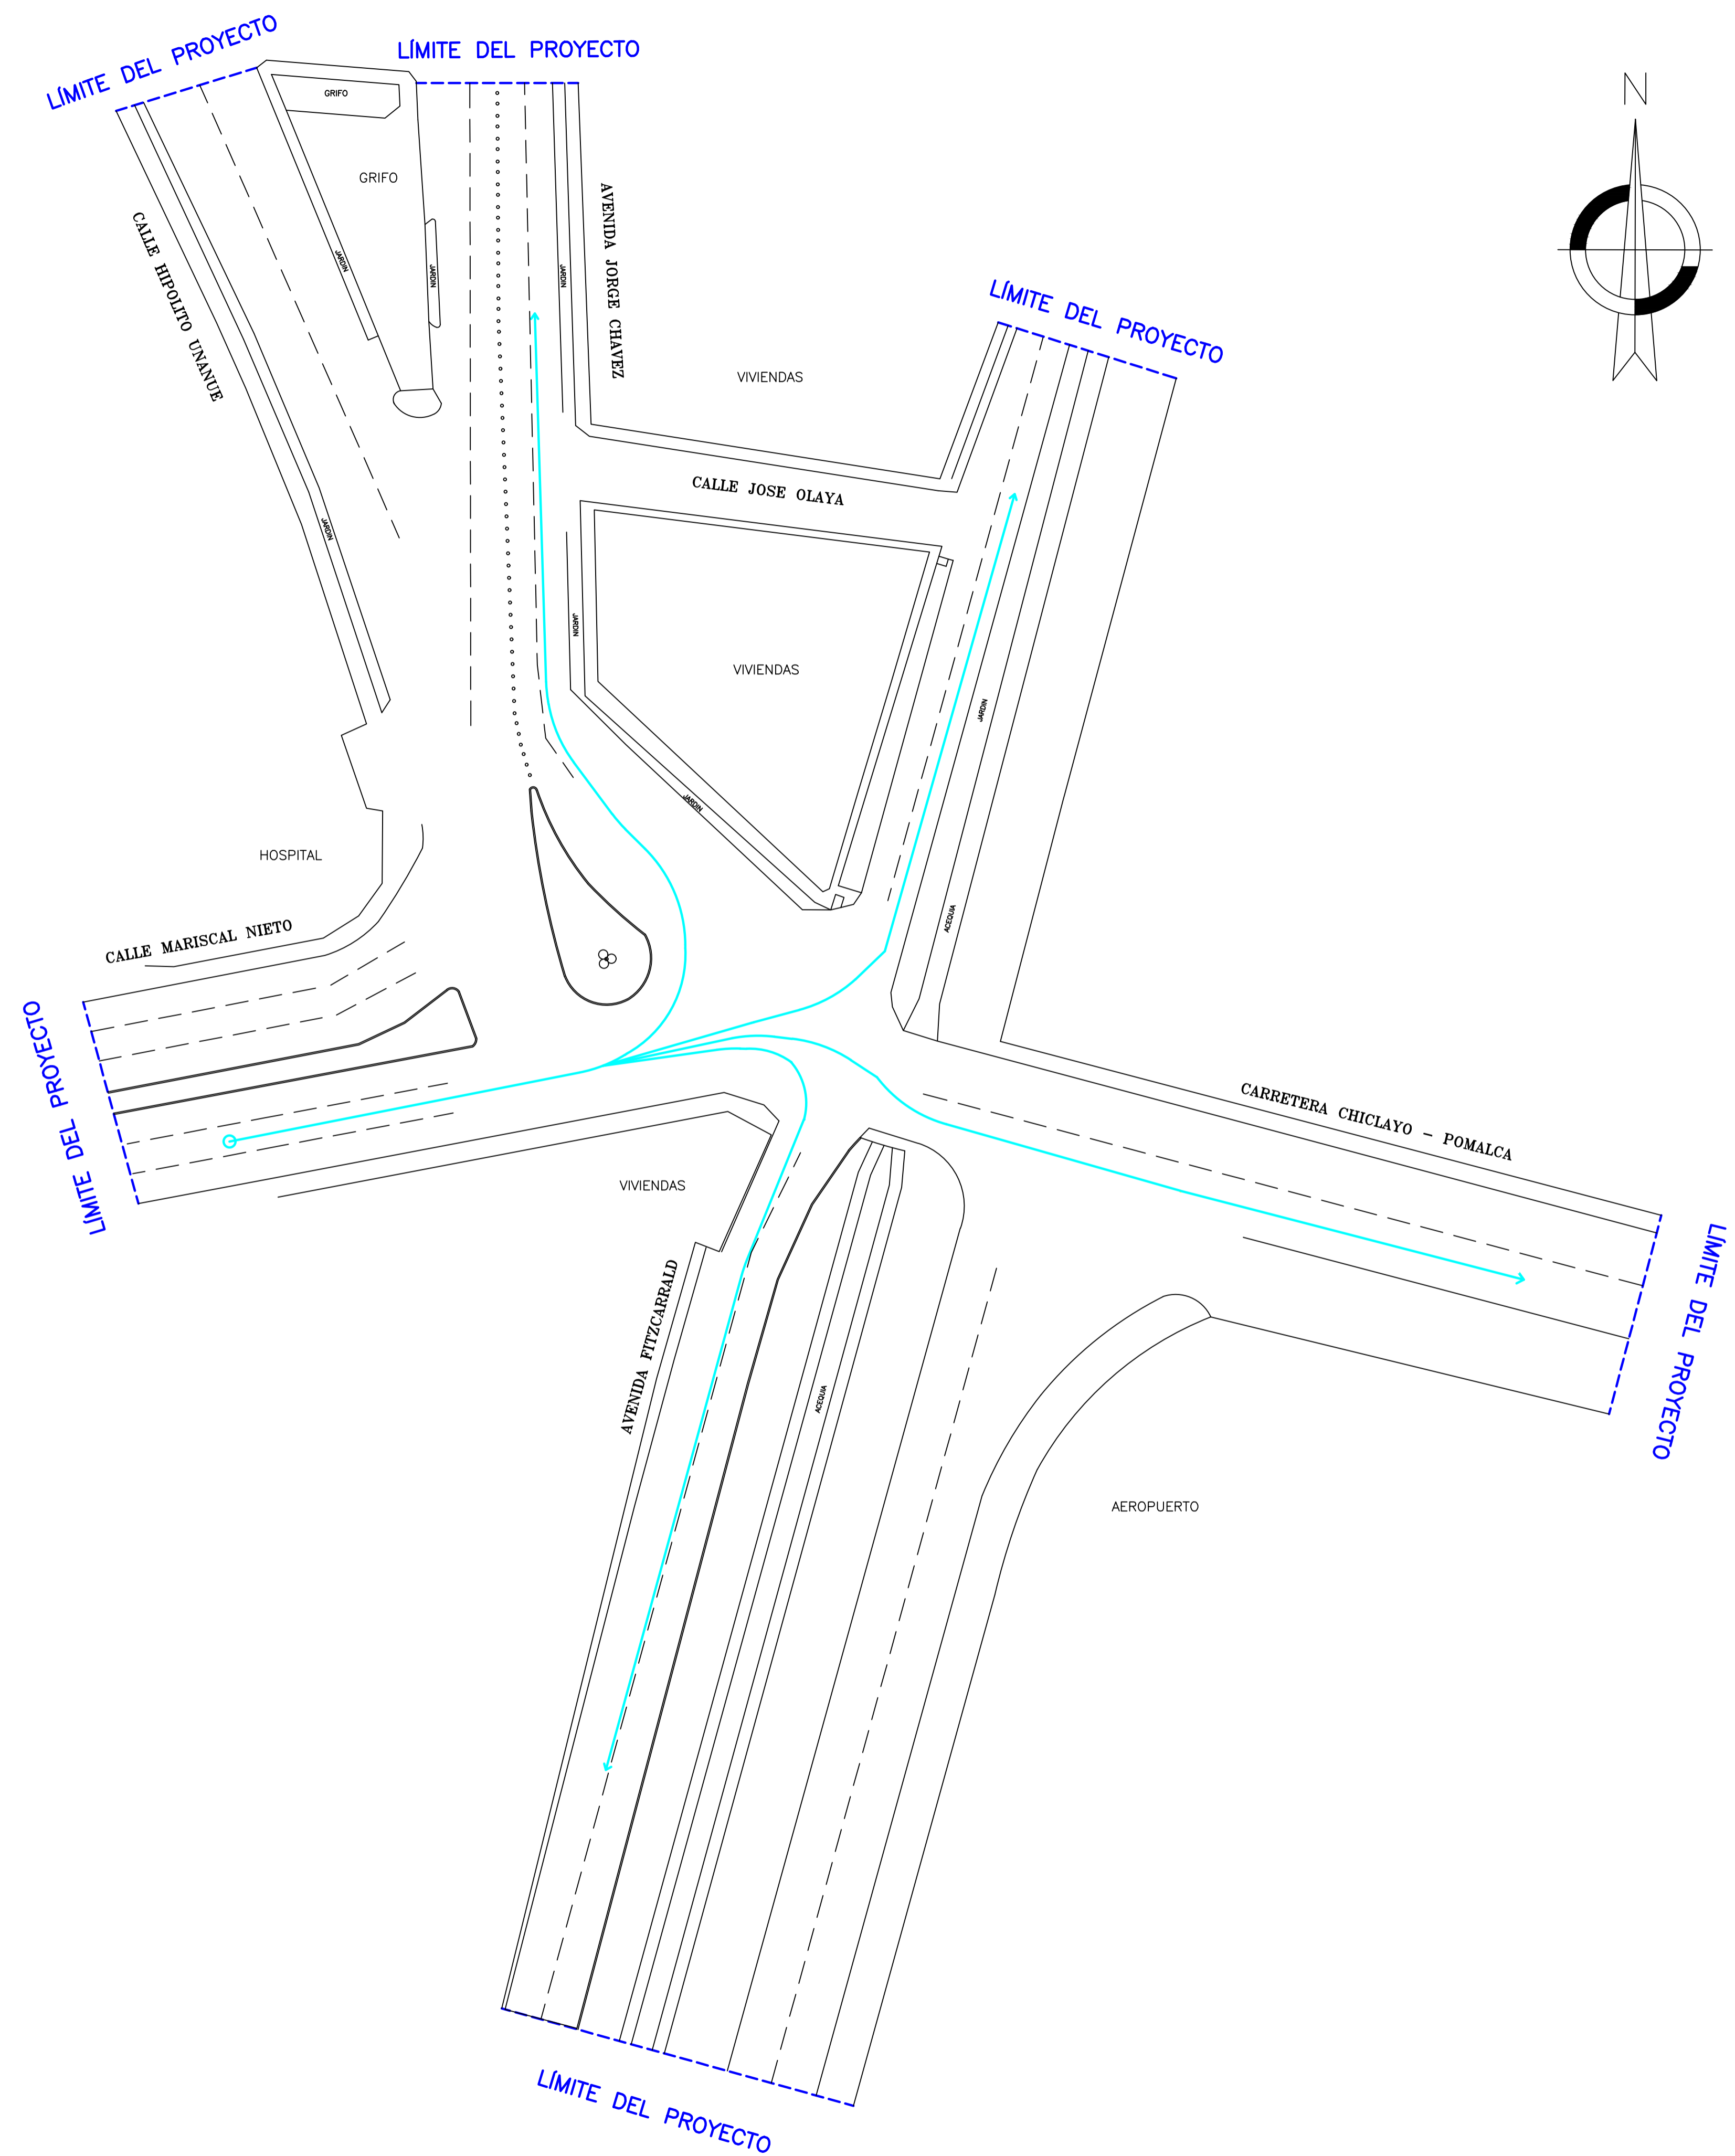 LÍMITE DEL PROYECTO
LÍMITE DEL PROYECTO
N
GRIFO
GRIFO
CALLE HIPOLITO UNANUE
JARDIN
JARDIN
JARDIN
AVENIDA JORGE CHAVEZ
LÍMITE DEL PROYECTO
VIVIENDAS
CALLE JOSE OLAYA
JARDIN
JARDIN
VIVIENDAS
JARDIN
JARDIN
HOSPITAL
ACEQUIA
CALLE MARISCAL NIETO
LÍMITE DEL PROYECTO
CARRETERA CHICLAYO - POMALCA
VIVIENDAS
LÍMITE DEL PROYECTO
AVENIDA FITZCARRALD
ACEQUIA
AEROPUERTO
LÍMITE DEL PROYECTO